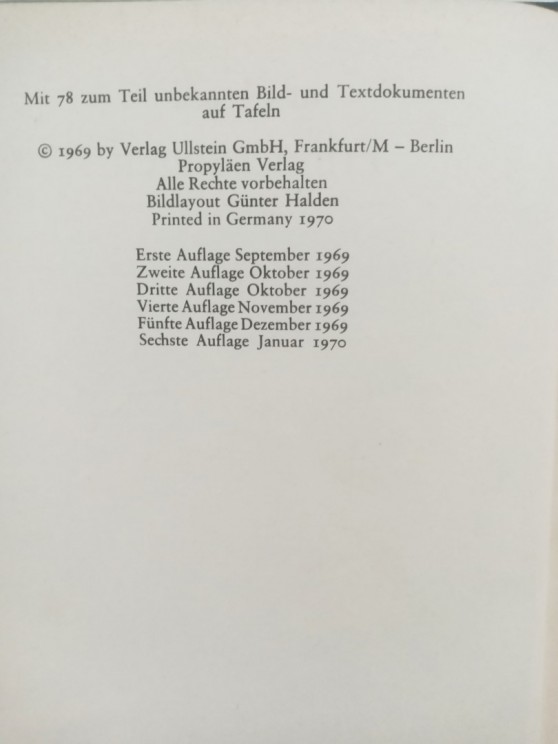 Mit 78 zum Teil unbekannten Bild- und Textdokumenten
auf Tafeln
© 1969 by Verlag Ullstein GmbH, Frankfurt/M – Berlin
Propyläen Verlag
Alle Rechte vorbehalten
Bildlayout Günter Halden
Printed in Germany 1970
Erste Auflage September 1969
Zweite Auflage Oktober 1969
Dritte Auflage Oktober 1969
Vierte Auflage November 1969
Fünfte Auflage Dezember 1969
Sechste Auflage Januar 1970